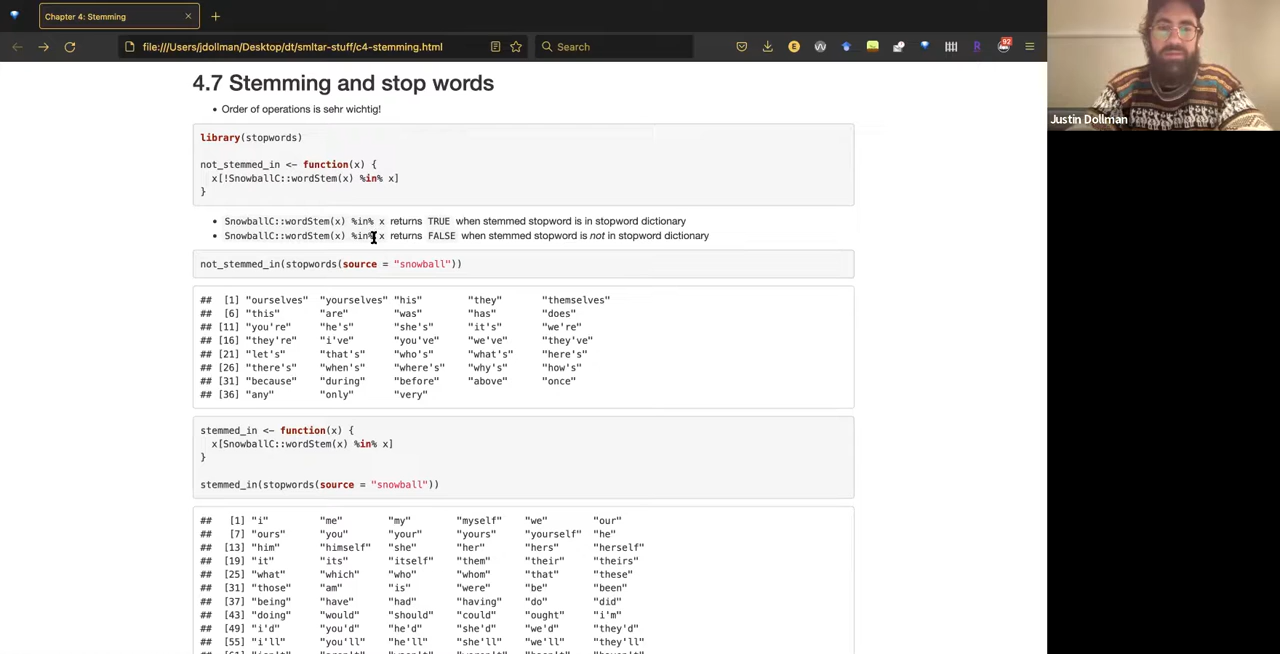 Chapter 4: Stemming
file:///Users/jdollman/Desktop/dt/smltar-stuff/c4-stemming.html
Search
E
R
92
4.7 Stemming and stop words
Order of operations is sehr wichtig!
library(stopwords)
not_stemmed_in <- function(x) {
x[!SnowballC::wordStem(x) %in% x]
}
SnowballC::wordStem(x) %in% x returns TRUE when stemmed stopword is in stopword dictionary
SnowballC::wordStem(x) %in% x returns FALSE when stemmed stopword is not in stopword dictionary
not_stemmed_in(stopwords(source = "snowball"))
## [1] "ourselves" "yourselves" "his" "they" "themselves"
## [6] "this" "are" "was" "has" "does"
## [11] "you're" "he's" "she's" "it's" "we're"
## [16] "they're" "i've" "you've" "we've" "they've"
## [21] "let's" "that's" "who's" "what's" "here's"
## [26] "there's" "when's" "where's" "why's" "how's"
## [31] "because" "during" "before" "above" "once"
## [36] "any" "only" "very"
stemmed_in <- function(x) {
x[SnowballC::wordStem(x) %in% x]
}
stemmed_in(stopwords(source = "snowball"))
## [1] "i" "me" "my" "myself" "we" "our"
## [7] "ours" "you" "your" "yours" "yourself" "he"
## [13] "him" "himself" "she" "her" "hers" "herself"
## [19] "it" "its" "itself" "them" "their" "theirs"
## [25] "what" "which" "who" "whom" "that" "these"
## [31] "those" "am" "is" "were" "be" "been"
## [37] "being" "have" "had" "having" "do" "did"
## [43] "doing" "would" "should" "could" "ought" "i'm"
## [49] "i'd" "you'd" "he'd" "she'd" "we'd" "they'd"
## [55] "i'll" "you'll" "he'll" "she'll" "we'll" "they'll"
Justin Dollman